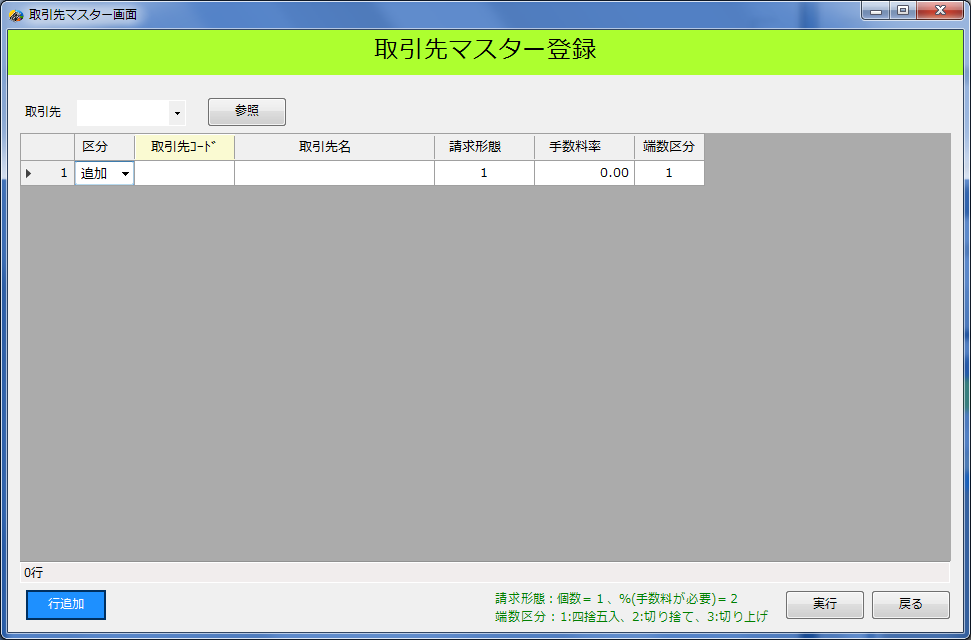 取引先マスター画面
取引先マスター登録
取引先 参照
区分 取引先ｺｰﾄﾞ 取引先名 請求形態 手数料率 端数区分
1 追加 1 0.00 1
0行
行追加
請求形態：個数= 1 、%(手数料が必要)= 2
端数区分：1:四捨五入、2:切り捨て、3:切り上げ
実行 戻る